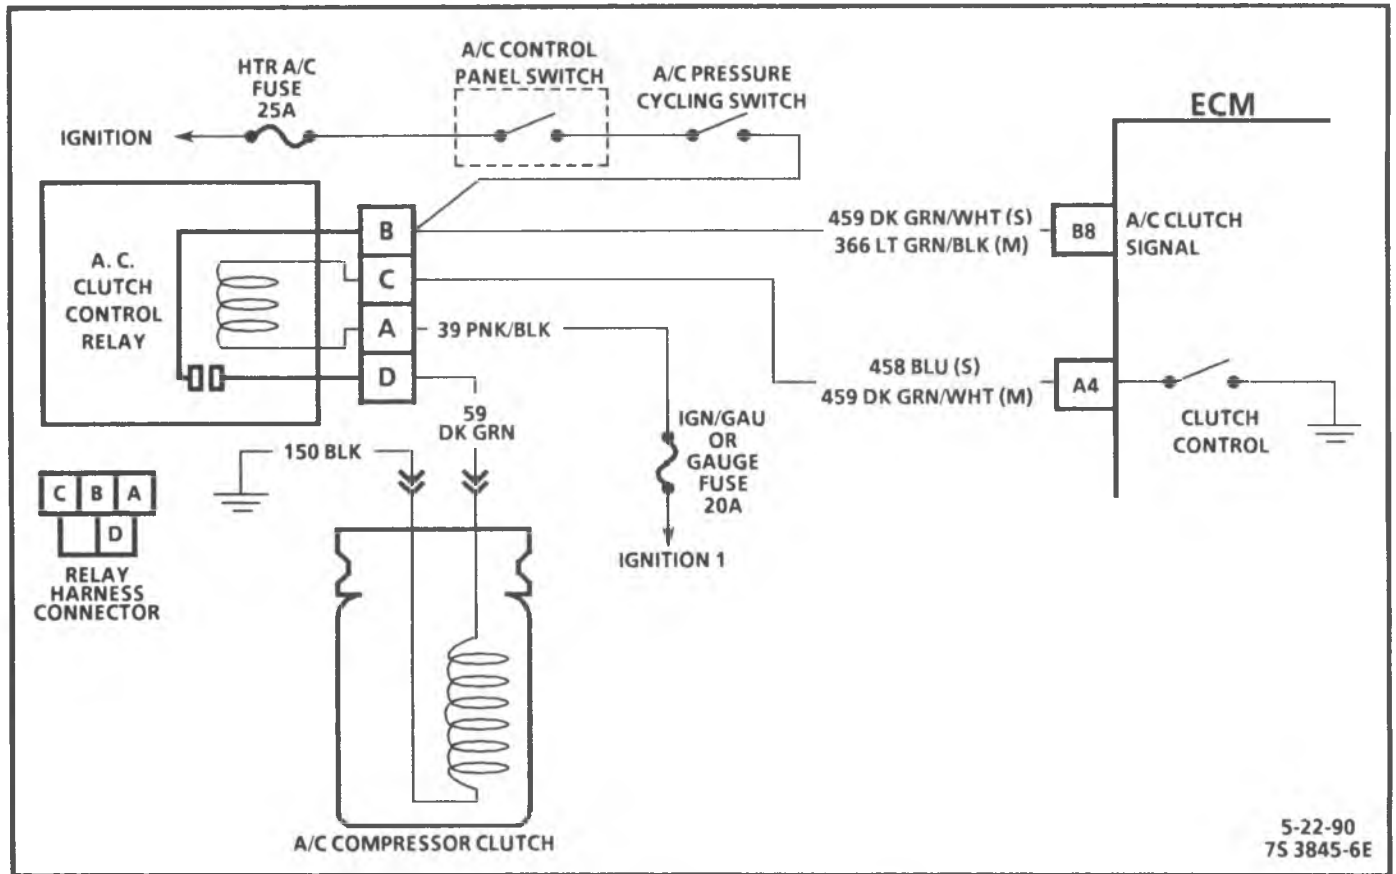 HTR A/C
FUSE
25A
A/C CONTROL
PANEL SWITCH
A/C PRESSURE
CYCLING SWITCH
ECM
IGNITION
A. C.
CLUTCH
CONTROL
RELAY
B
C
A
D
459 DK GRN/WHT (S)
366 LT GRN/BLK (M)
B8
A/C CLUTCH
SIGNAL
39 PNK/BLK
458 BLU (S)
459 DK GRN/WHT (M)
A4
CLUTCH
CONTROL
59
DK GRN
150 BLK
IGN/GAU
OR
GAUGE
FUSE
20A
IGNITION 1
C B A
D
RELAY
HARNESS
CONNECTOR
A/C COMPRESSOR CLUTCH
5-22-90
7S 3845-6E